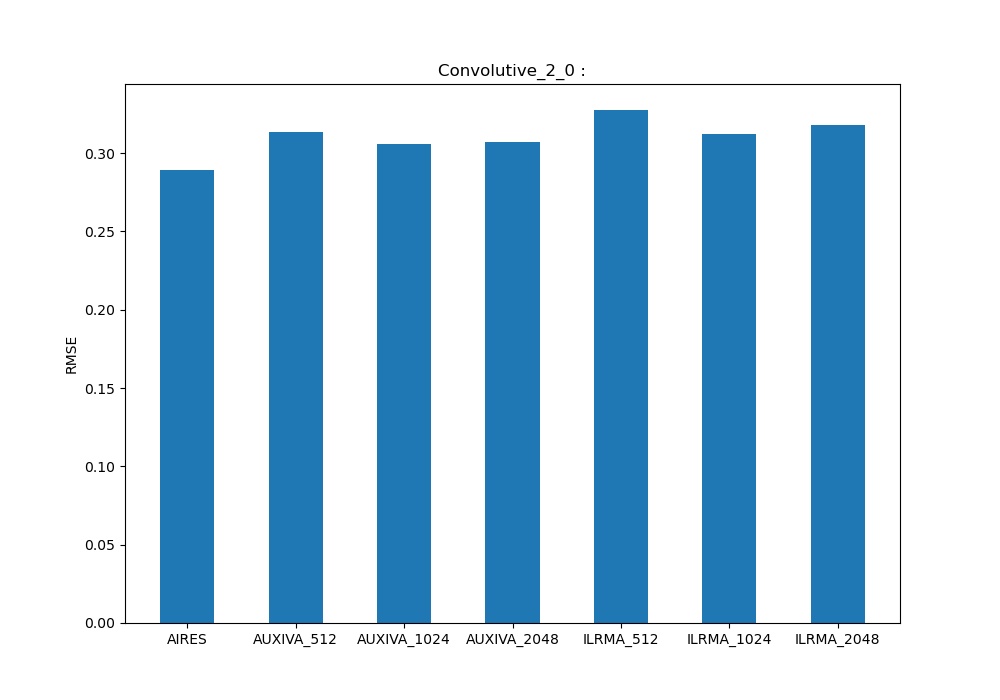 Convolutive_2_0 :
RMSE
0.30
0.25
0.20
0.15
0.10
0.05
0.00
AIRES AUXIVA_512 AUXIVA_1024 AUXIVA_2048 ILRMA_512 ILRMA_1024 ILRMA_2048